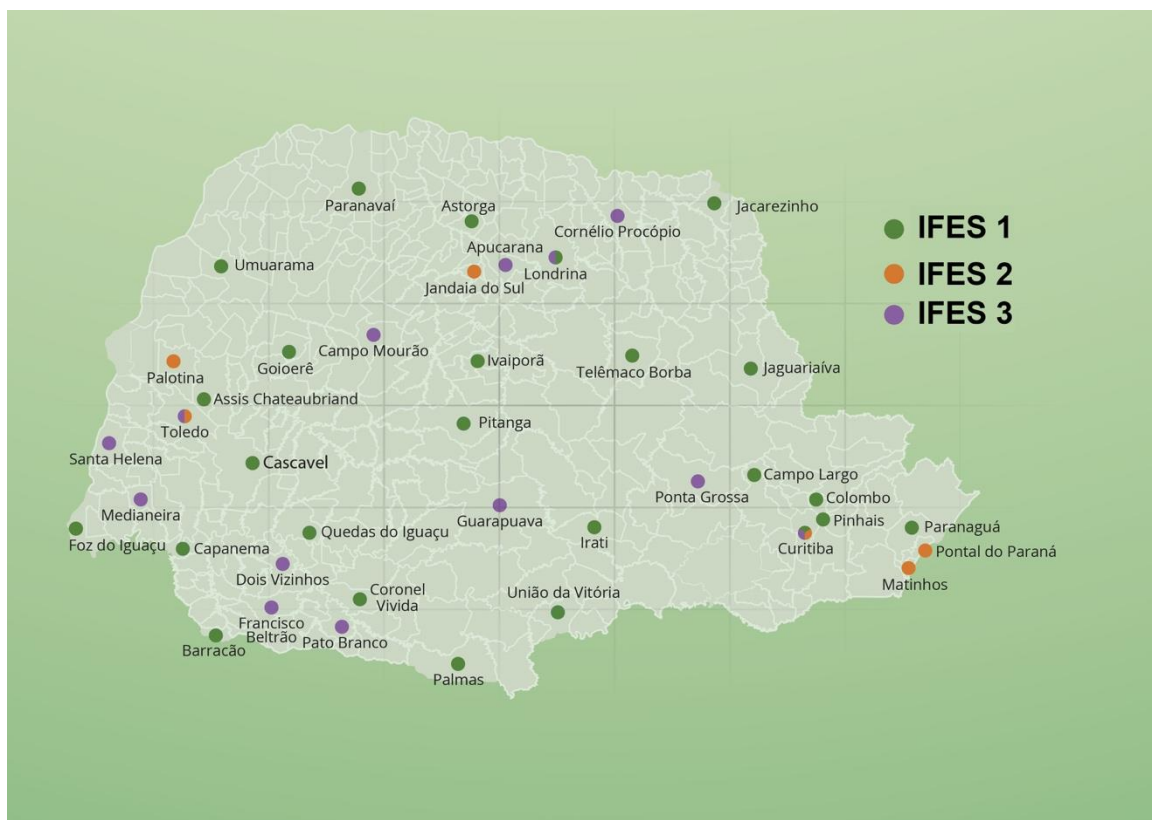 Paranavaí
Astorga
Jacarezinho
Cornélio Procópio
IFES 1
Apucarana
Londrina
Umuarama
IFES 2
Jandaia do Sul
IFES 3
Campo Mourão
Goioerê
Ivaiporã
Telêmaco Borba
Jaguariaíva
Palotina
Assis Chateaubriand
Toledo
Pitanga
Santa Helena
Cascavel
Campo Largo
Ponta Grossa
Colombo
Medianeira
Guarapuava
Pinhais
Paranaguá
Quedas do Iguaçu
Irati
Foz do Iguaçu
Capanema
Curitiba
Pontal do Paraná
Dois Vizinhos
Matinhos
Coronel
Vivida
União da Vitória
Francisco
Beltrão
Pato Branco
Barracão
Palmas